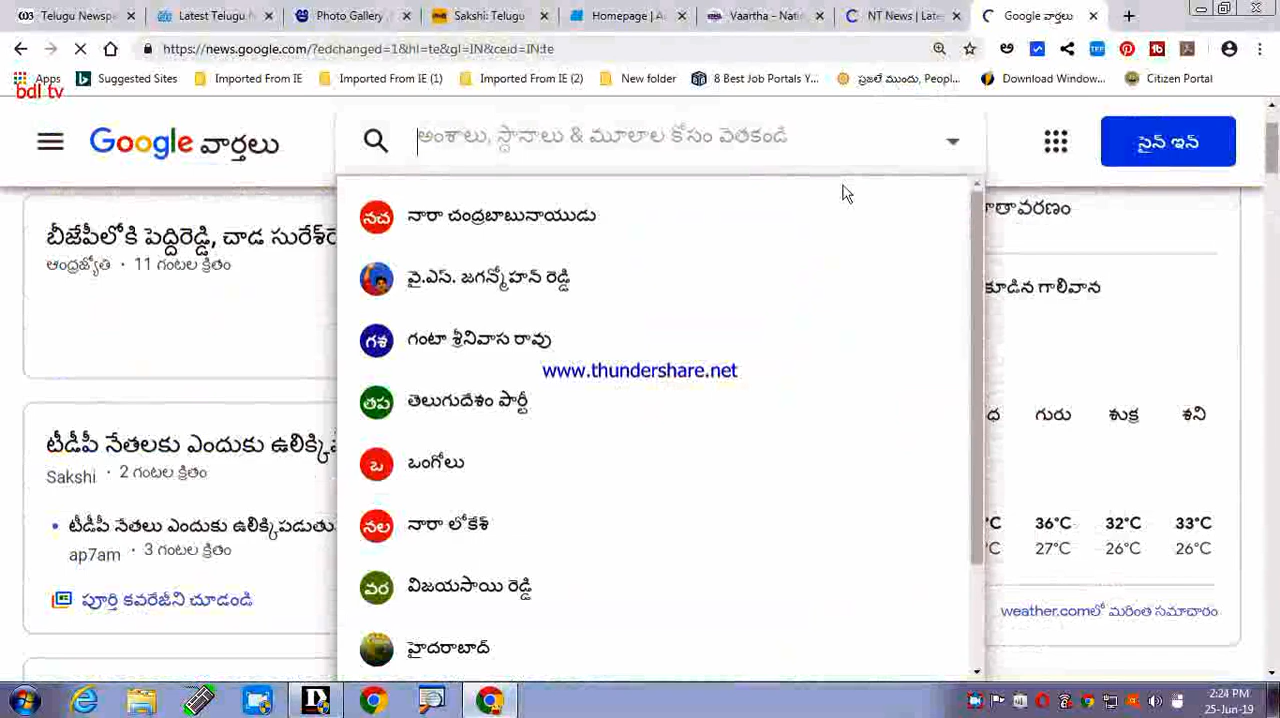 Telugu Newsp
Latest Telugu
Photo Gallery
Sakshi: Telugu
Homepage |
Vaartha - Nati
NT News | Late
Google వార్తలు
https://news.google.com/?edchanged=1&hl=te&gl=IN&ceid=IN:te
Apps
Suggested Sites
Imported From IE
Imported From IE (1)
Imported From IE (2)
New folder
8 Best Job Portals Y...
ప్రజలే ముందు, Peopl...
Download Window...
Citizen Portal
bdl tv
Google వార్తలు
అంశాలు, స్థానాలు & మూలాల కోసం వెతకండి
సైన్ ఇన్
నచ నారా చంద్రబాబునాయుడు
వై.ఎస్. జగన్మోహన్ రెడ్డి
గశ గంటా శ్రీనివాస రావు
www.thundershare.net
తప తెలుగుదేశం పార్టీ
ఒ ఒంగోలు
నల నారా లోకేశ్
వర విజయసాయి రెడ్డి
హైదరాబాద్
బీజేపీలోకి పెద్దిరెడ్డి, చాడ సురేశ్‌రె
ఆంధ్రజ్యోతి • 11 గంటల క్రితం
టీడీపీ నేతలకు ఎందుకు ఉలిక్కిప
Sakshi • 2 గంటల క్రితం
• టీడీపీ నేతలు ఎందుకు ఉలిక్కిపడుతు
ap7am • 3 గంటల క్రితం
పూర్తి కవరేజీని చూడండి
ాతావరణం
కూడిన గాలివాన
ధ గురు శుక్ర శని
°C 36°C 32°C 33°C
°C 27°C 26°C 26°C
weather.comలో మరింత సమాచారం
2:24 PM
25-Jun-19